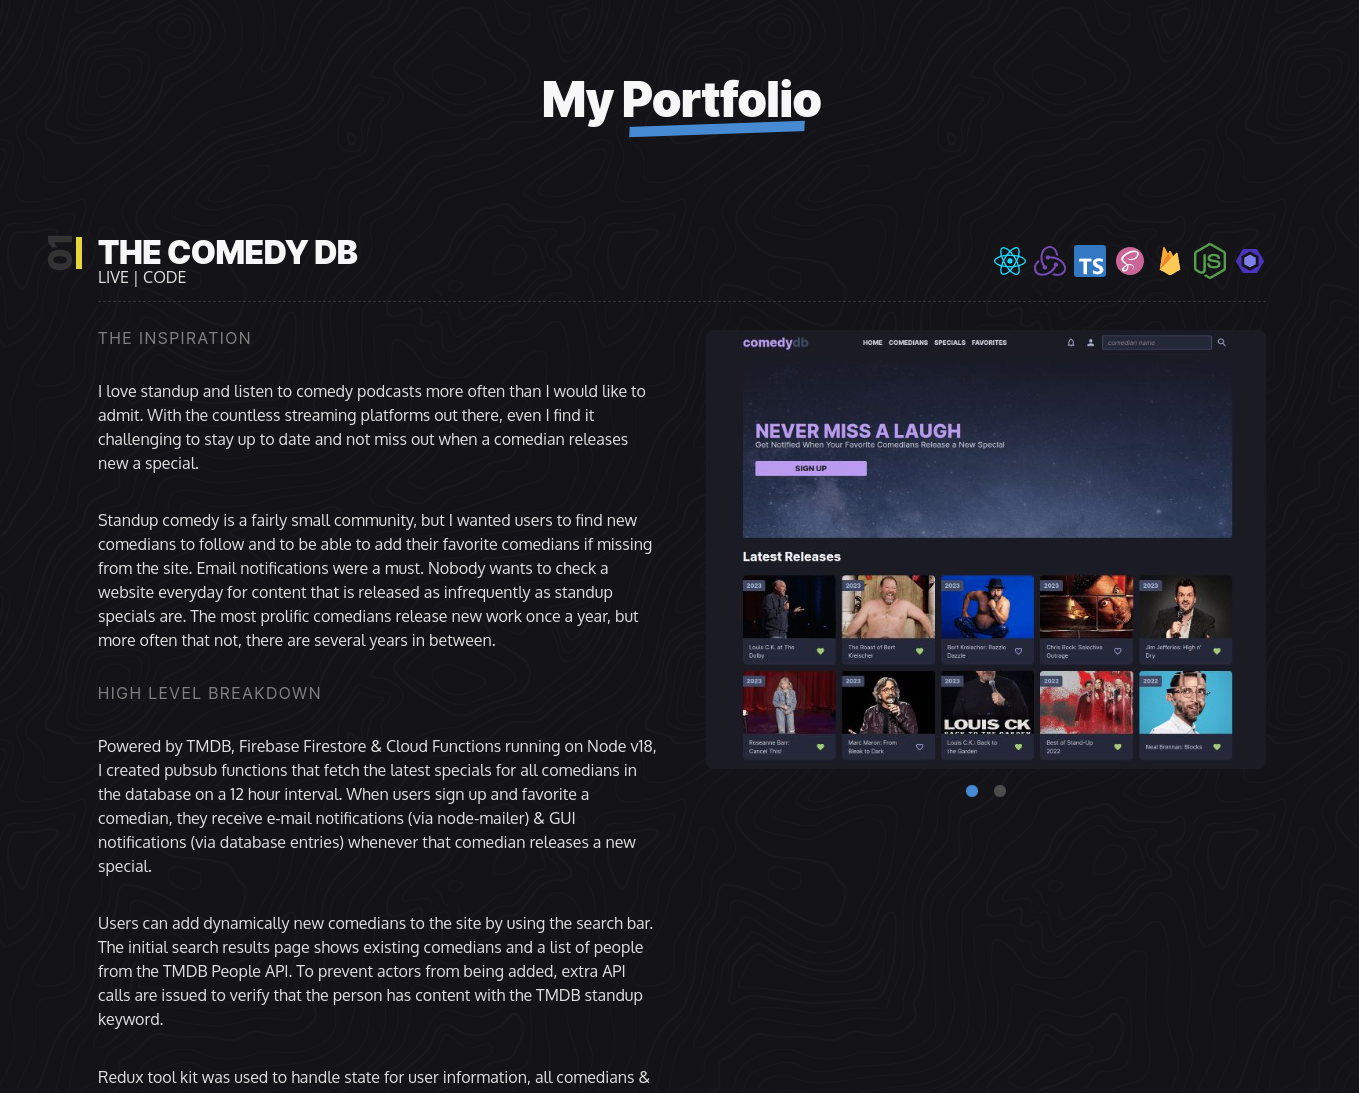 My Portfolio
01
THE COMEDY DB
LIVE | CODE
TS
JS
THE INSPIRATION
I love standup and listen to comedy podcasts more often than I would like to
admit. With the countless streaming platforms out there, even I find it
challenging to stay up to date and not miss out when a comedian releases
new a special.
Standup comedy is a fairly small community, but I wanted users to find new
comedians to follow and to be able to add their favorite comedians if missing
from the site. Email notifications were a must. Nobody wants to check a
website everyday for content that is released as infrequently as standup
specials are. The most prolific comedians release new work once a year, but
more often that not, there are several years in between.
HIGH LEVEL BREAKDOWN
Powered by TMDB, Firebase Firestore & Cloud Functions running on Node v18,
I created pubsub functions that fetch the latest specials for all comedians in
the database on a 12 hour interval. When users sign up and favorite a
comedian, they receive e-mail notifications (via node-mailer) & GUI
notifications (via database entries) whenever that comedian releases a new
special.
Users can add dynamically new comedians to the site by using the search bar.
The initial search results page shows existing comedians and a list of people
from the TMDB People API. To prevent actors from being added, extra API
calls are issued to verify that the person has content with the TMDB standup
keyword.
Redux tool kit was used to handle state for user information, all comedians &
comedydb
HOME COMEDIANS SPECIALS FAVORITES
comedian name
NEVER MISS A LAUGH
Get Notified When Your Favorite Comedians Release a New Special
SIGN UP
Latest Releases
2023
Louis C.K. at The
Dolby
2023
The Roast of Bert
Kreischer
2023
Bert Kreischer: Razzle
Dazzle
2023
Chris Rock: Selective
Outrage
2023
Jim Jefferies: High n'
Dry
2023
Roseanne Barr:
Cancel This!
2023
Marc Maron: From
Bleak to Dark
2023
LOUIS CK
BACK TO THE GARDEN
Louis C.K.: Back to
the Garden
2022
Best of Stand-Up
2022
2022
Neal Brennan: Blocks